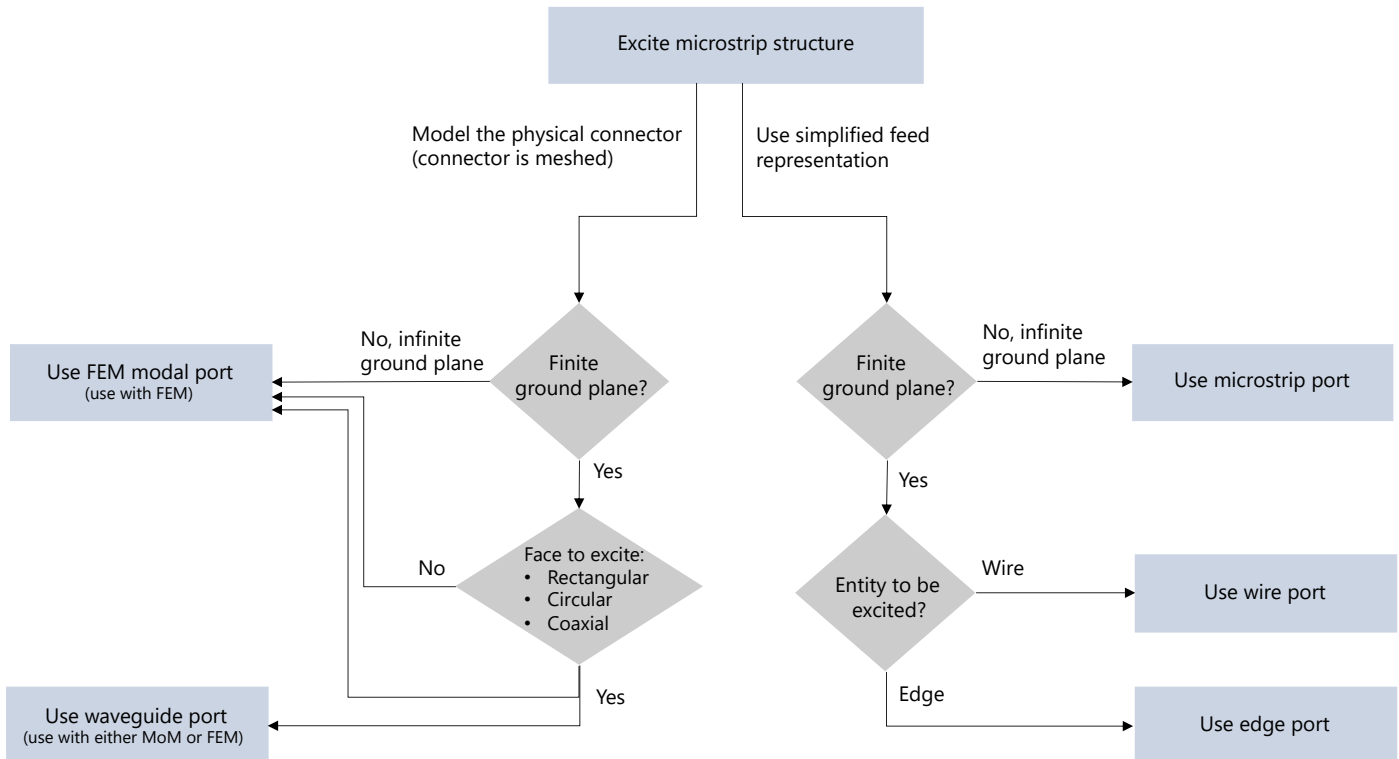 Excite microstrip structure
Model the physical connector
(connector is meshed)
Use simplified feed
representation
No, infinite
ground plane
Finite
ground plane?
Use FEM modal port
(use with FEM)
Yes
Finite
ground plane?
No, infinite
ground plane
Use microstrip port
Yes
No
Face to excite:
• Rectangular
• Circular
• Coaxial
Entity to be
excited?
Wire
Use wire port
Yes
Use waveguide port
(use with either MoM or FEM)
Edge
Use edge port